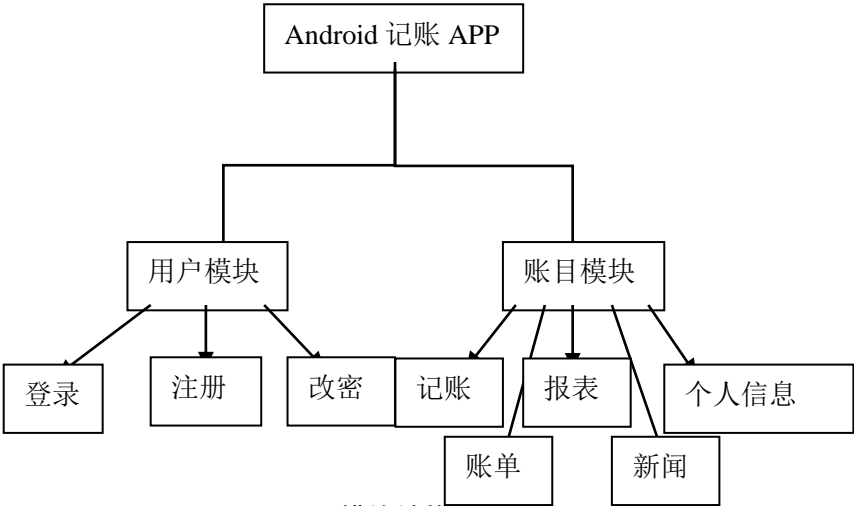 Android 记账 APP
用户模块
账目模块
登录
注册
改密
记账
报表
个人信息
账单
新闻